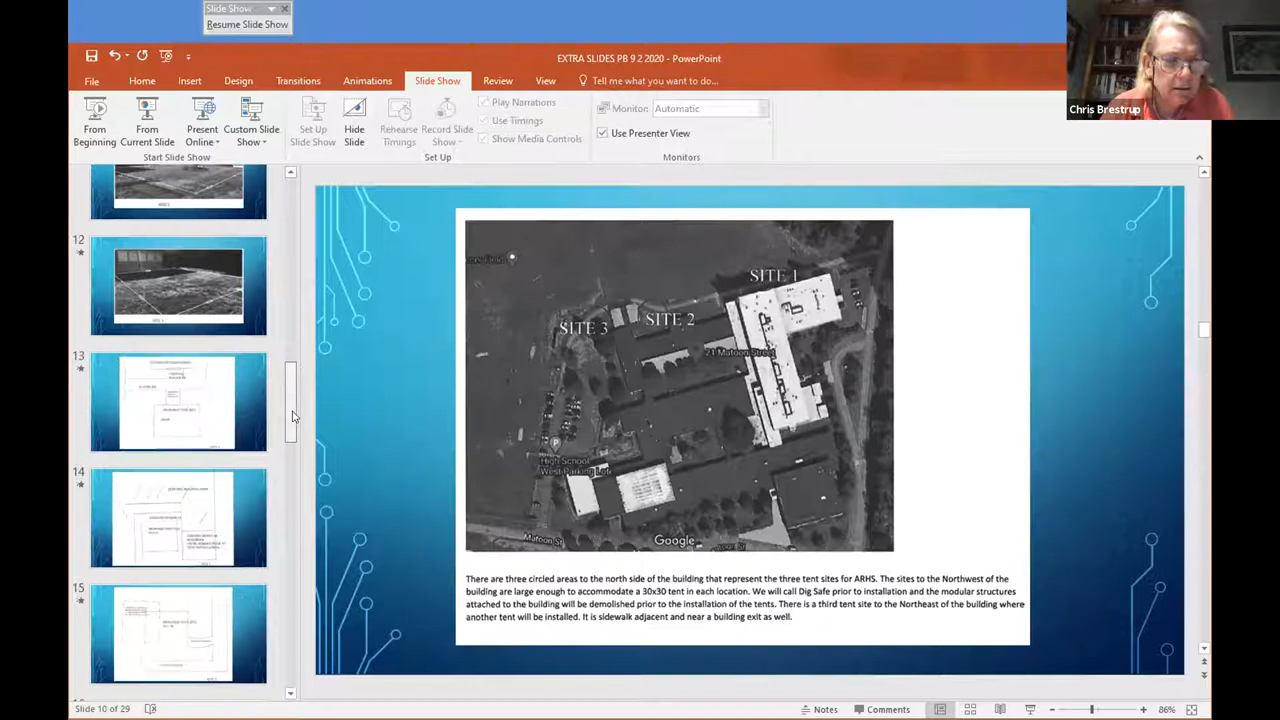 Slide Show
Resume Slide Show
EXTRA SLIDES PB 9 2 2020 - PowerPoint
File Home Insert Design Transitions Animations Slide Show Review View Tell me what you want to do...
Chris Brestrup
From Beginning
From Current Slide
Present Online
Custom Slide Show
Start Slide Show
Set Up Slide Show
Hide Slide
Rehearse Timings
Record Slide Show
Play Narrations
Use Timings
Show Media Controls
Set Up
Monitor: Automatic
Use Presenter View
Monitors
12
13
14
15
SITE 1
SITE 2
SITE 3
21 Matoon Street
P
High School
West Parking Lot
Matoon St
Google
There are three circled areas to the north side of the building that represent the three tent sites for ARHS. The sites to the Northwest of the
building are large enough to accommodate a 30x30 tent in each location. We will call Dig Safe prior to installation and the modular structures
attached to the building will be demolished prior to the installation of the tents. There is a third tent site to the Northeast of the building where
another tent will be installed. It is sidewalk adjacent and near a building exit as well.
Slide 10 of 29
Notes
Comments
86%